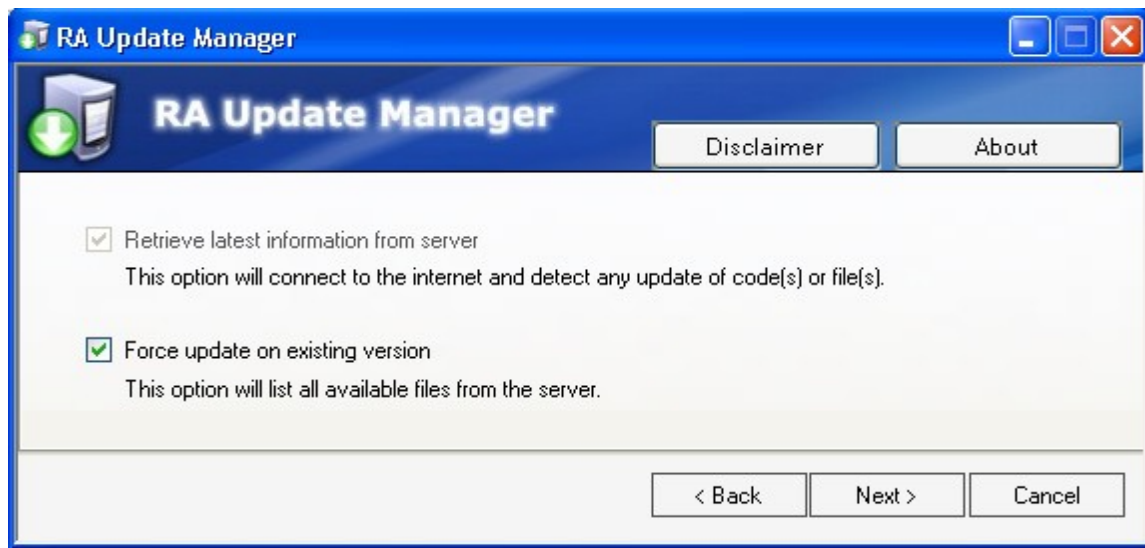 RA Update Manager
RA Update Manager
Disclaimer
About
Retrieve latest information from server
This option will connect to the internet and detect any update of code(s) or file(s).
Force update on existing version
This option will list all available files from the server.
< Back
Next >
Cancel